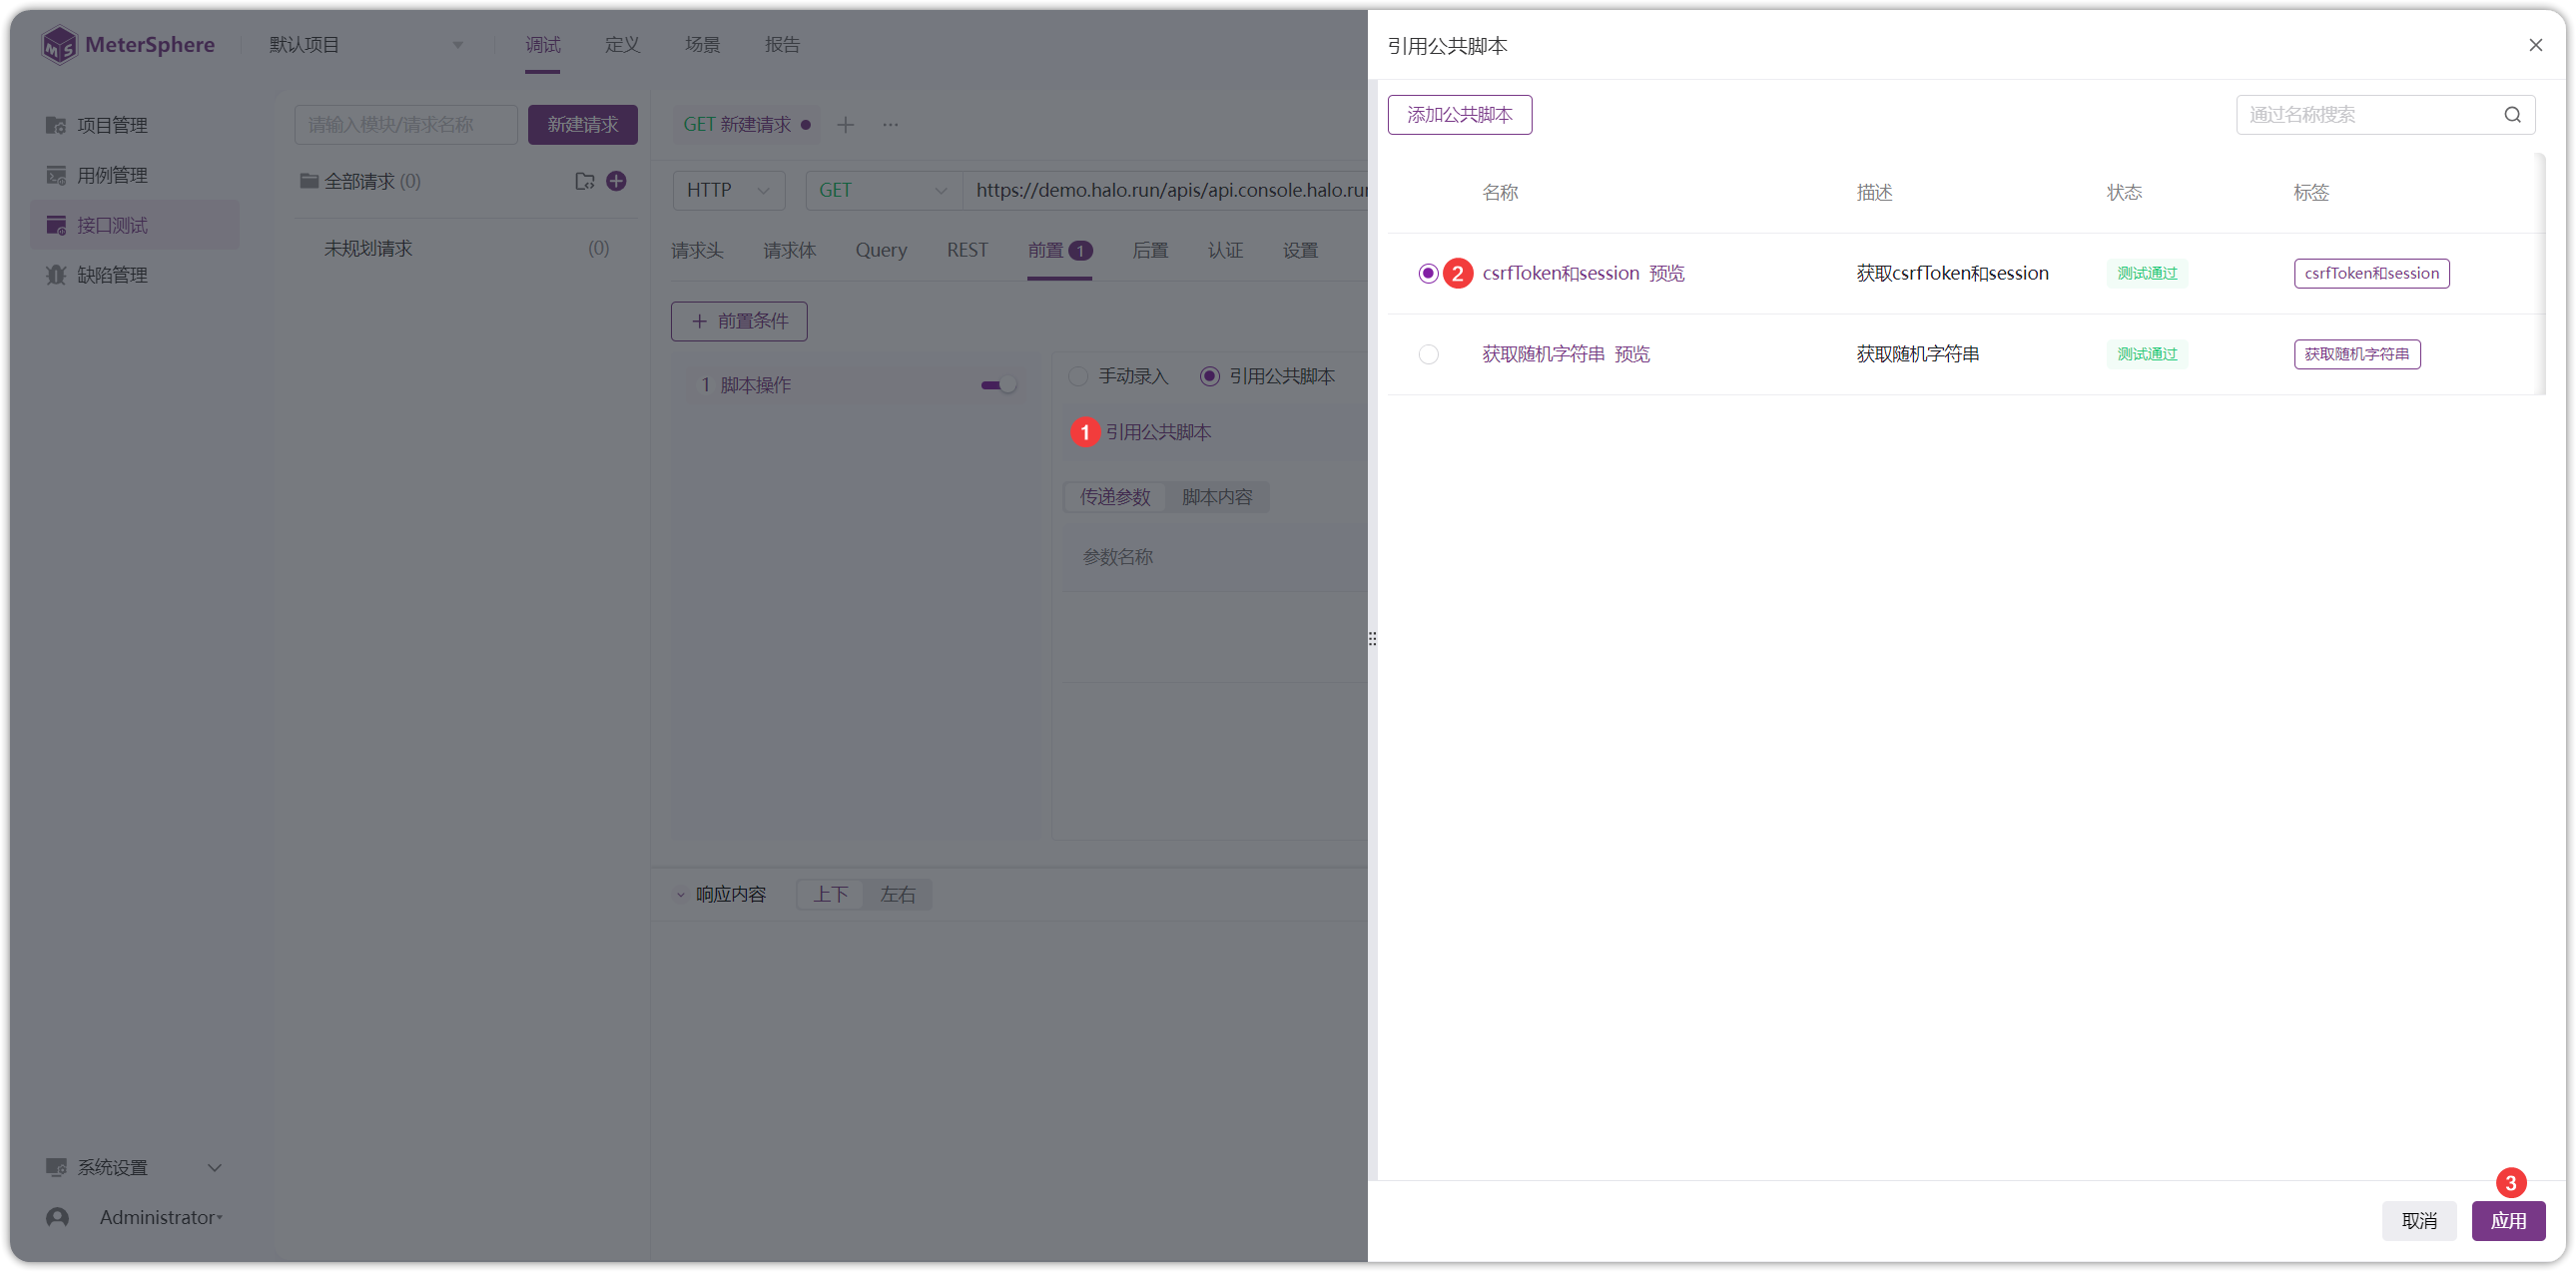 MeterSphere
默认项目
调试
定义
场景
报告
项目管理
用例管理
接口测试
缺陷管理
系统设置
Administrator
请输入模块/请求名称
新建请求
全部请求 (0)
未规划请求 (0)
GET 新建请求
HTTP
GET
https://demo.halo.run/apis/api.console.halo.run
请求头
请求体
Query
REST
前置 1
后置
认证
设置
+ 前置条件
1 脚本操作
手动录入
引用公共脚本
1 引用公共脚本
传递参数
脚本内容
参数名称
响应内容
上下
左右
引用公共脚本
添加公共脚本
通过名称搜索
名称 描述 状态 标签
2 csrfToken和session 预览 获取csrfToken和session 测试通过 csrfToken和session
获取随机字符串 预览 获取随机字符串 测试通过 获取随机字符串
3
取消
应用